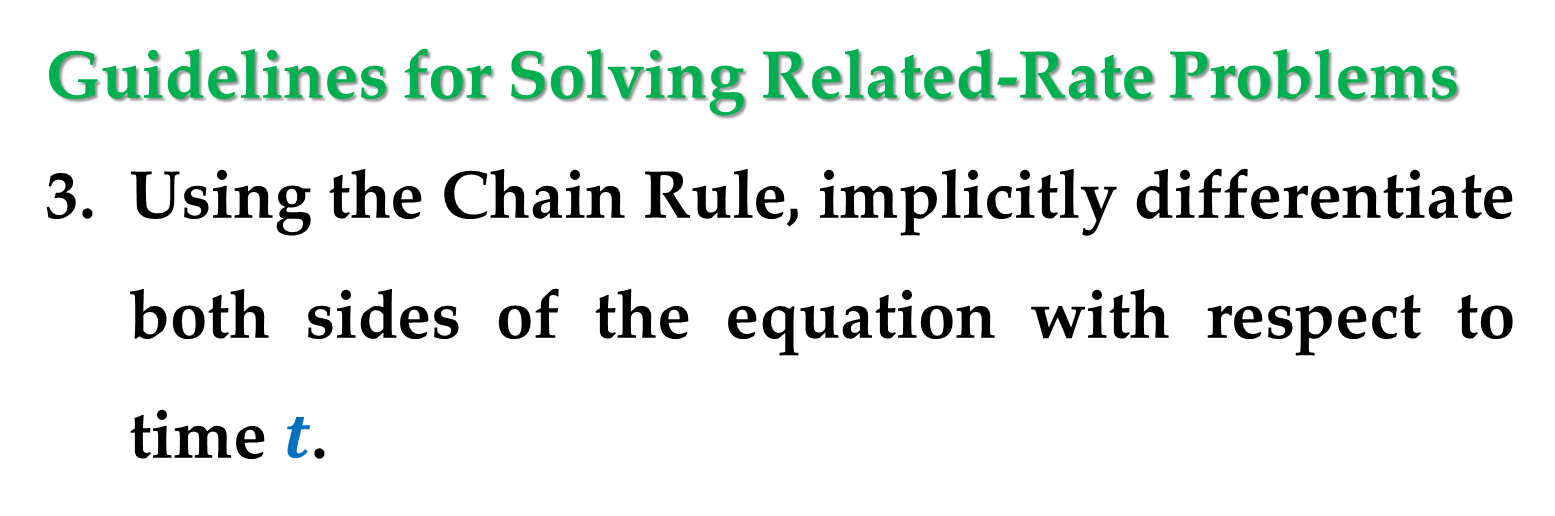 Guidelines for Solving Related-Rate Problems
3. Using the Chain Rule, implicitly differentiate
both sides of the equation with respect to
time t.